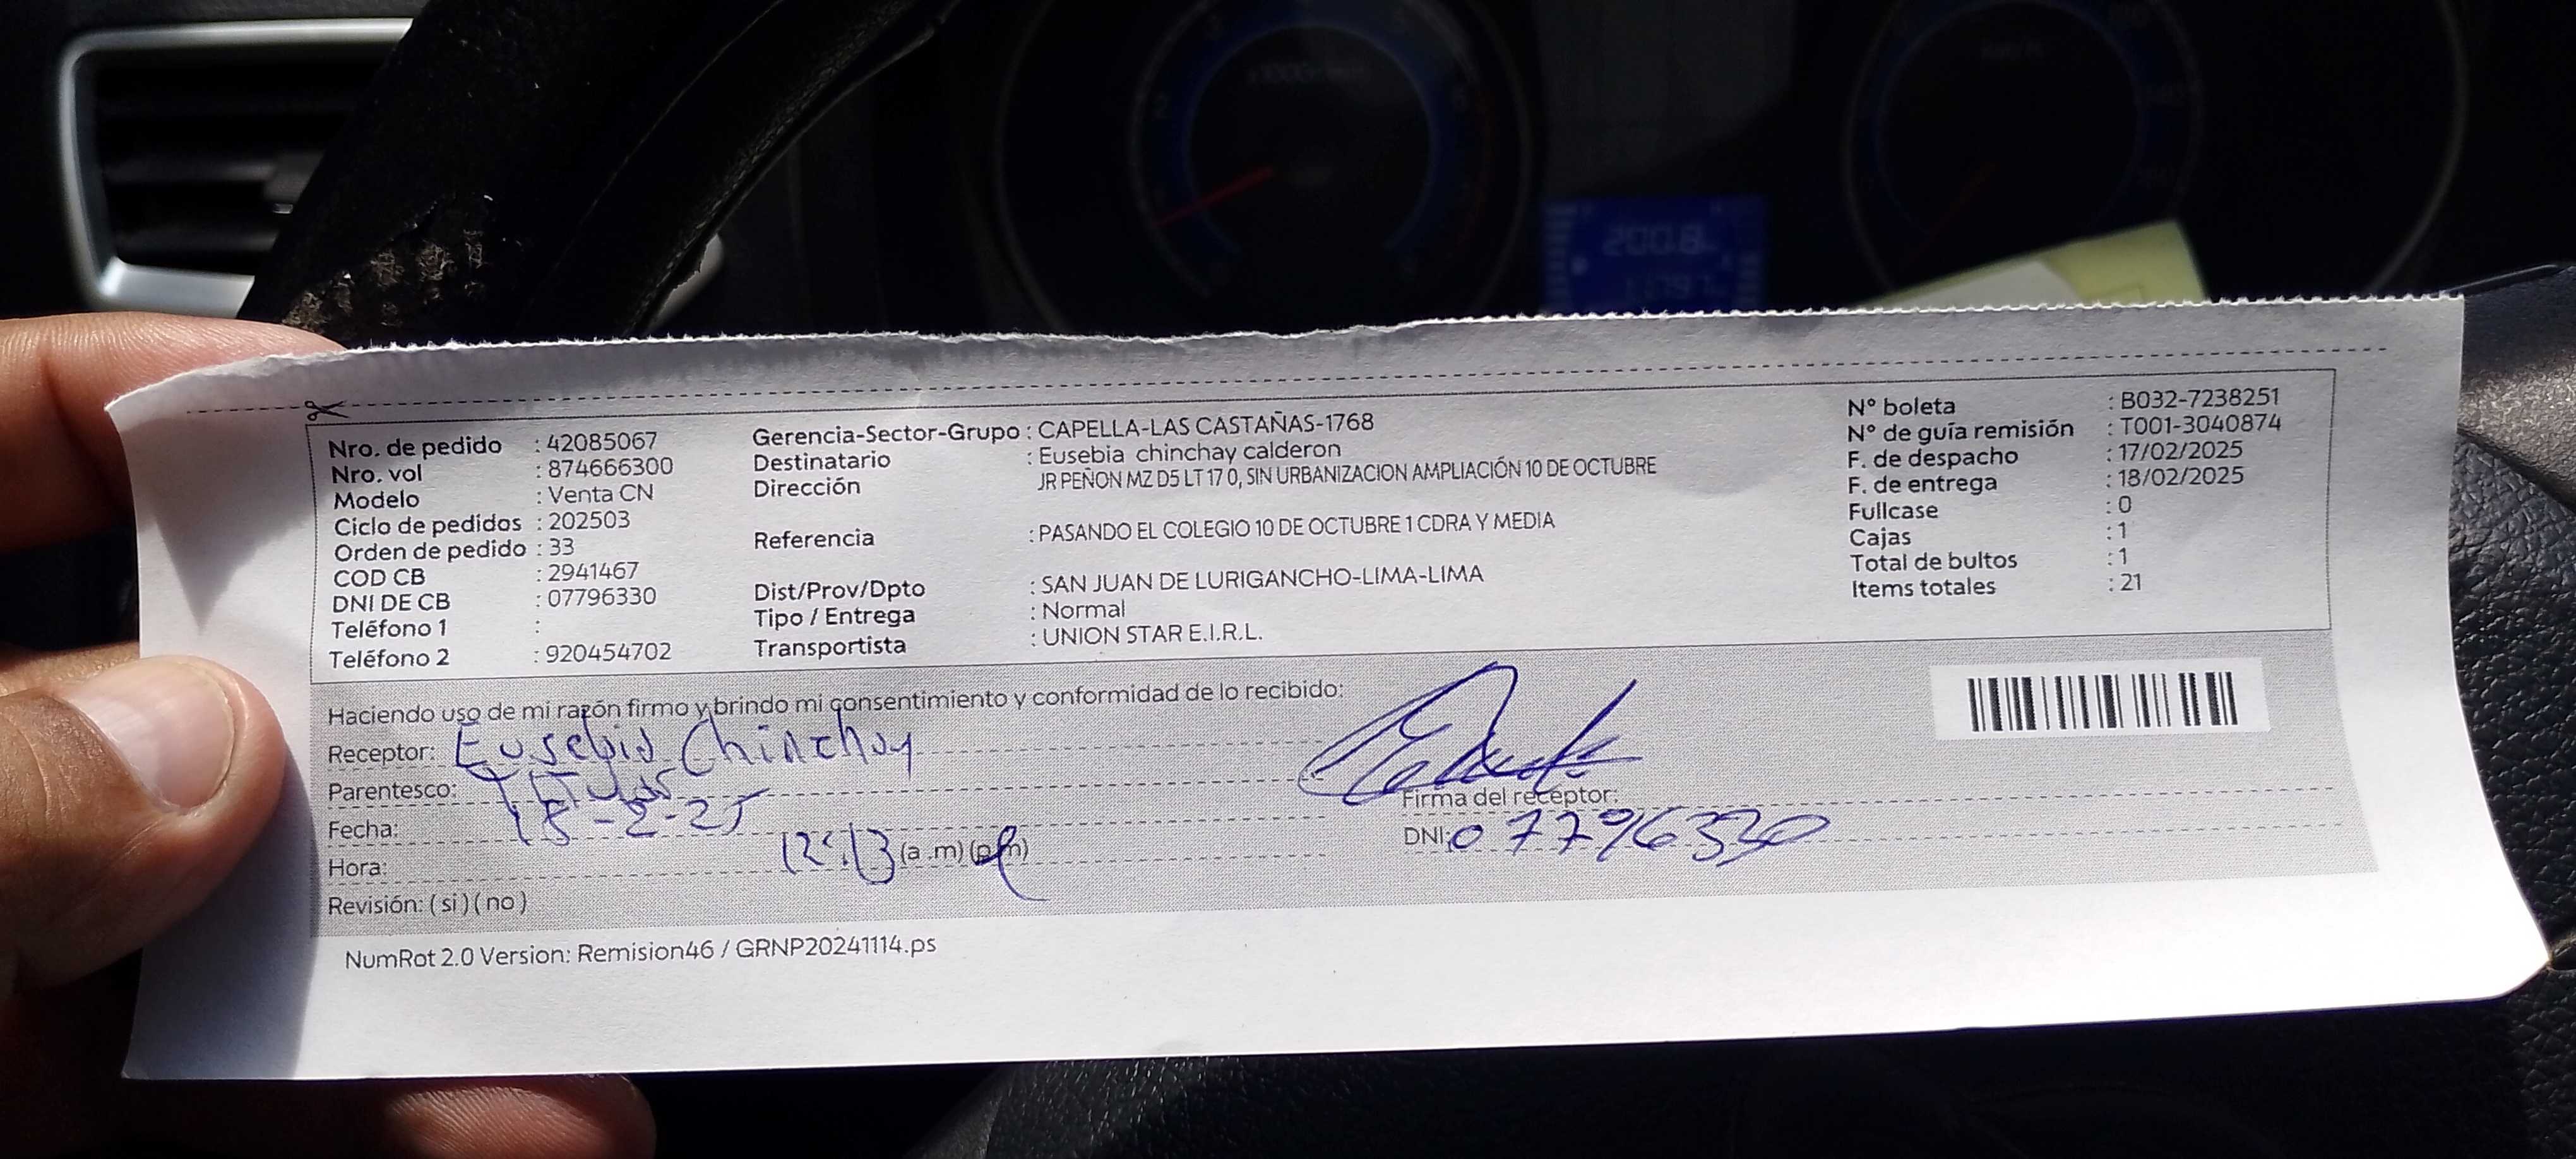 200.8
Nro. de pedido : 42085067
Nro. vol : 874666300
Modelo : Venta CN
Ciclo de pedidos : 202503
Orden de pedido : 33
COD CB : 2941467
DNI DE CB : 07796330
Teléfono 1 :
Teléfono 2 : 920454702
Gerencia-Sector-Grupo : CAPELLA-LAS CASTAÑAS-1768
Destinatario : Eusebia chinchay calderon
Dirección JR PEÑON MZ D5 LT 17 0, SIN URBANIZACION AMPLIACIÓN 10 DE OCTUBRE
Referencia : PASANDO EL COLEGIO 10 DE OCTUBRE 1 CDRA Y MEDIA
Dist/Prov/Dpto : SAN JUAN DE LURIGANCHO-LIMA-LIMA
Tipo / Entrega : Normal
Transportista : UNION STAR E.I.R.L.
N° boleta : B032-7238251
N° de guía remisión : T001-3040874
F. de despacho : 17/02/2025
F. de entrega : 18/02/2025
Fullcase : 0
Cajas : 1
Total de bultos : 1
Items totales : 21
Haciendo uso de mi razón firmo y brindo mi consentimiento y conformidad de lo recibido:
Receptor: Eusebia Chinchay
Parentesco: Titular
Fecha: 18-2-25
Hora: 12:13 (a.m) (p.m)
Revisión: ( si ) ( no )
Firma del receptor:
DNI: 07796330
NumRot 2.0 Version: Remision46 / GRNP20241114.ps